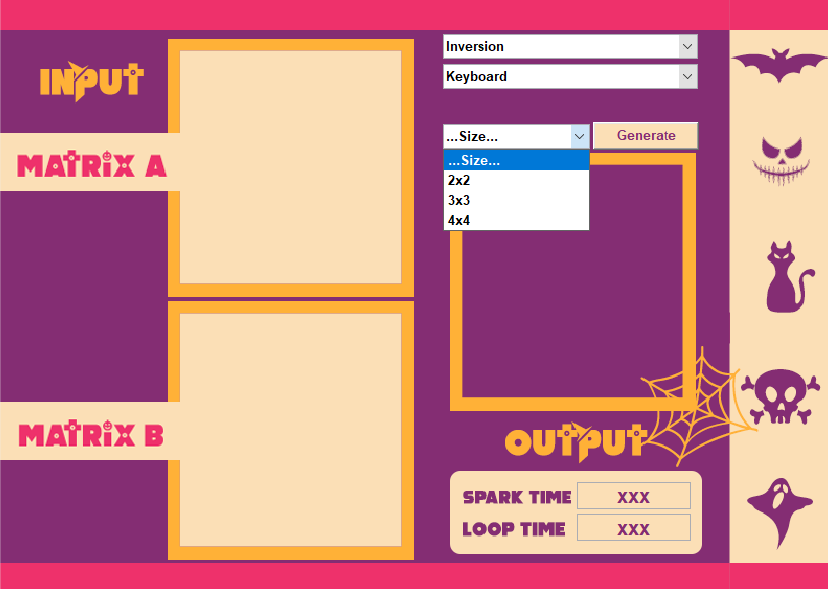 INPUT
MATRIX A
MATRIX B
Inversion
Keyboard
...Size...
Generate
...Size...
2x2
3x3
4x4
OUTPUT
SPARK TIME XXX
LOOP TIME XXX